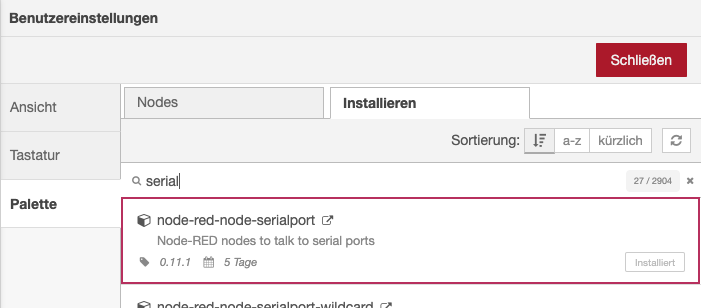 Benutzereinstellungen
Schließen
Ansicht
Nodes
Installieren
Sortierung:
a-z
kürzlich
Tastatur
serial
27 / 2904
Palette
node-red-node-serialport
Node-RED nodes to talk to serial ports
0.11.1
5 Tage
Installiert
node-red-node-serialport-wildcard